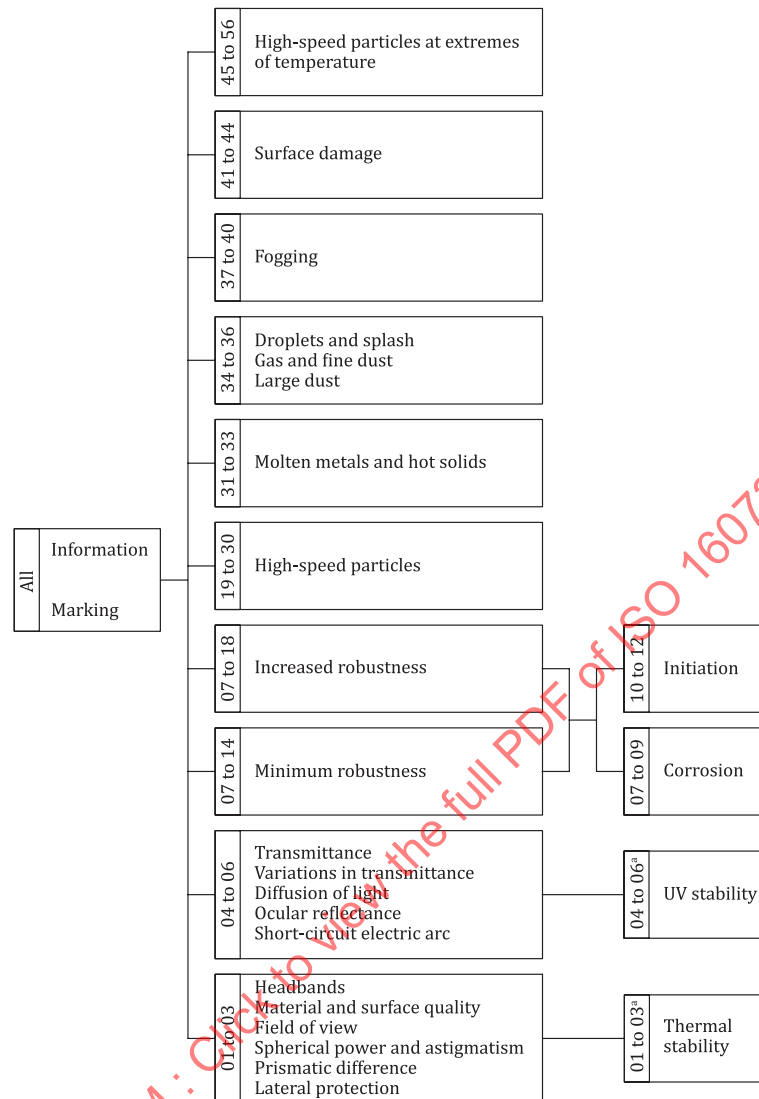 45 to 56
High-speed particles at extremes
of temperature
41 to 44
Surface damage
37 to 40
Fogging
34 to 36
Droplets and splash
Gas and fine dust
Large dust
31 to 33
Molten metals and hot solids
All
Information
Marking
19 to 30
High-speed particles
07 to 18
Increased robustness
10 to 12
Initiation
07 to 14
Minimum robustness
07 to 09
Corrosion
04 to 06
Transmittance
Variations in transmittance
Diffusion of light
Ocular reflectance
Short-circuit electric arc
04 to 06ᵃ
UV stability
01 to 03
Headbands
Material and surface quality
Field of view
Spherical power and astigmatism
Prismatic difference
Lateral protection
01 to 03ᵃ
Thermal
stability
: Click to view the full PDF of ISO 1607